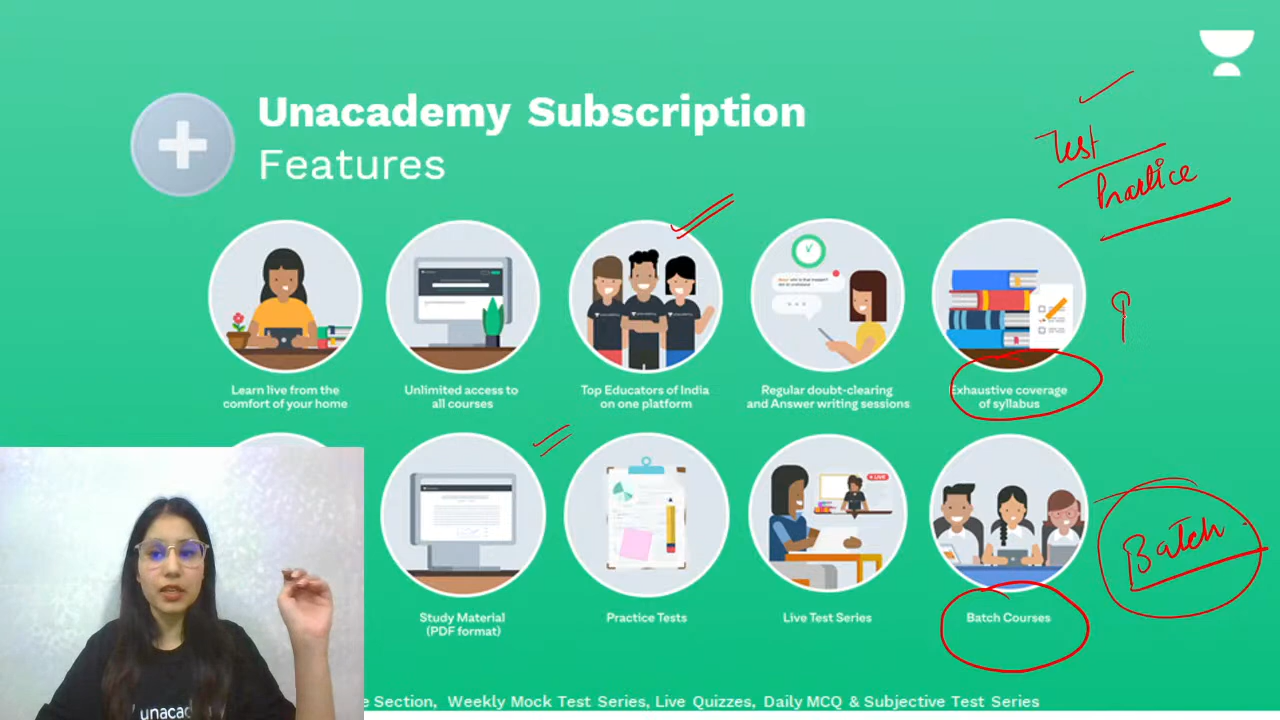 Unacademy Subscription
Features
Test
Practice
Learn live from the
comfort of your home
Unlimited access to
all courses
Top Educators of India
on one platform
Regular doubt-clearing
and Answer writing sessions
Exhaustive coverage
of syllabus
Batch
Study Material
(PDF format)
Practice Tests
Live Test Series
Batch Courses
LIVE
e Section, Weekly Mock Test Series, Live Quizzes, Daily MCQ & Subjective Test Series
unacad